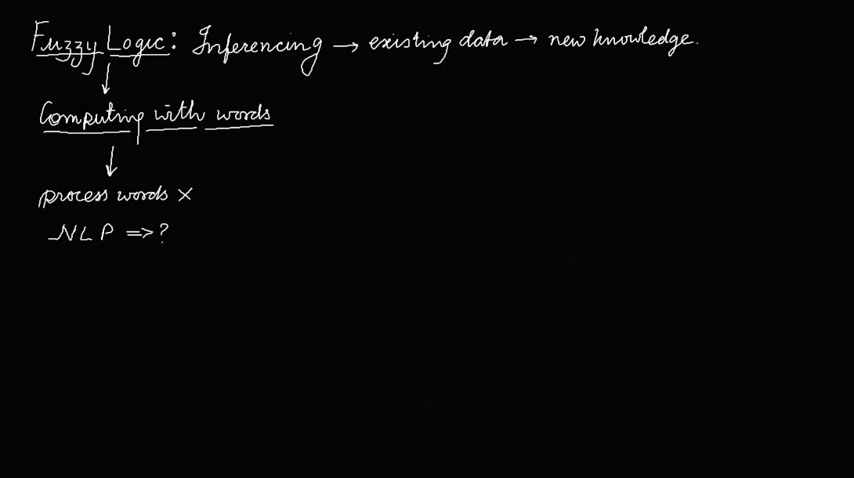 Fuzzy Logic: Inferencing → existing data → new knowledge.
↓
Computing with words
↓
process words ×
NLP => ?